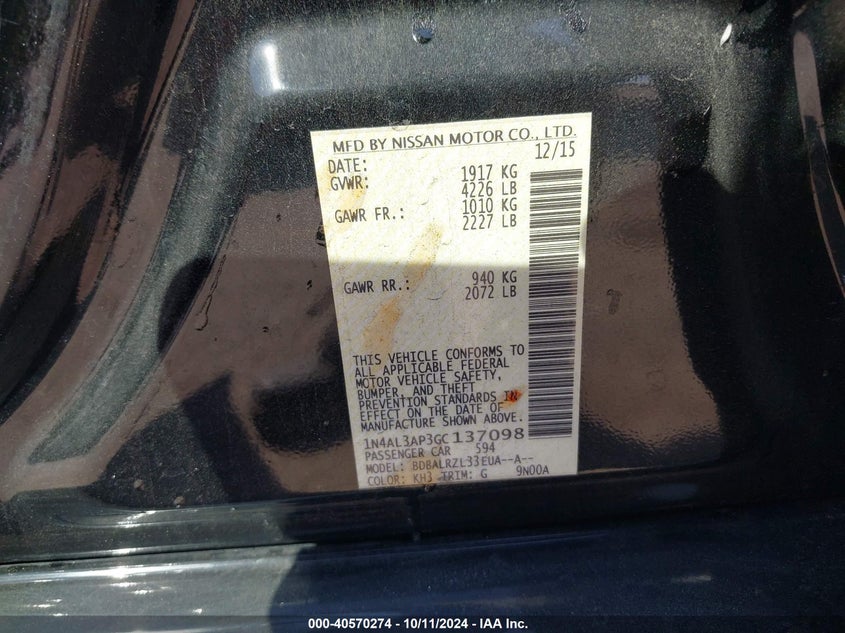 MFD BY NISSAN MOTOR CO., LTD.
DATE: 12/15
GVWR: 1917 KG
4226 LB
GAWR FR.: 1010 KG
2227 LB
GAWR RR.: 940 KG
2072 LB
THIS VEHICLE CONFORMS TO
ALL APPLICABLE FEDERAL
MOTOR VEHICLE SAFETY,
BUMPER, AND THEFT
PREVENTION STANDARDS IN
EFFECT ON THE DATE OF
MANUFACTURE SHOWN ABOVE.
1N4AL3AP3GC137098
PASSENGER CAR 594
MODEL: BDBALRZL33EUA--A--
COLOR: KH3 TRIM: G 9N00A
000-40570274 - 10/11/2024 - IAA Inc.